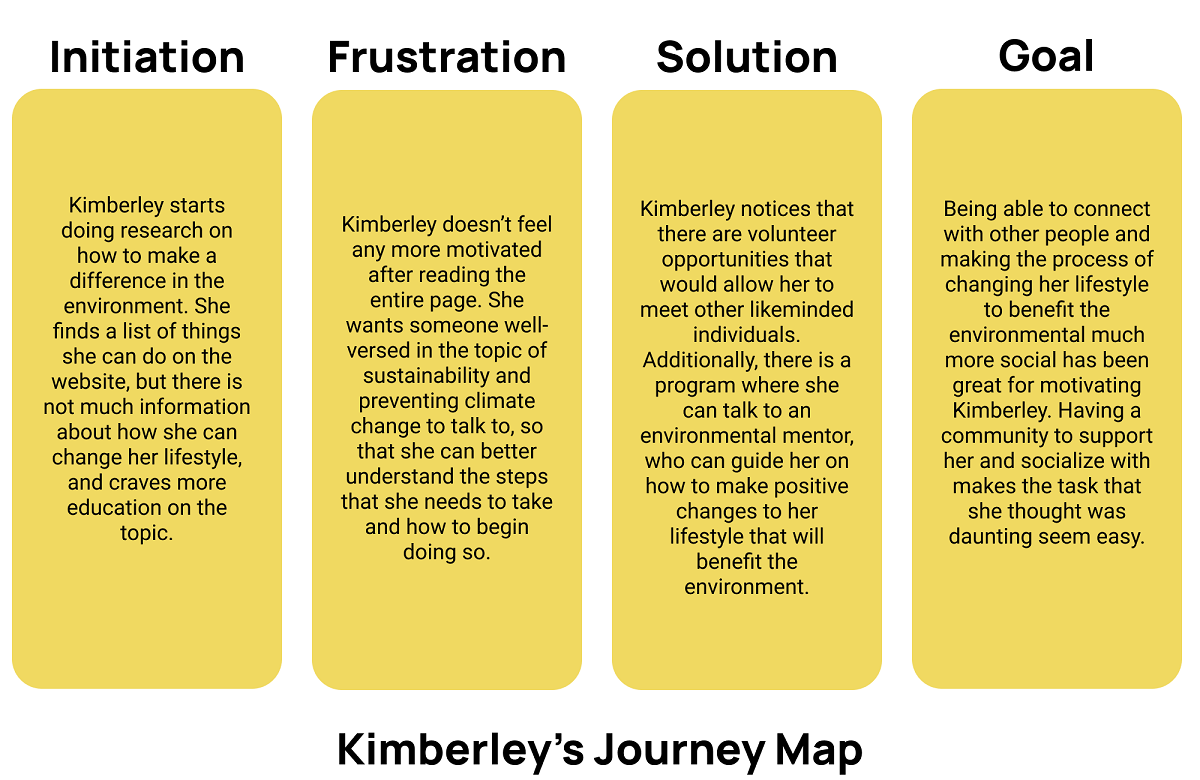 Initiation
Kimberley starts
doing research on
how to make a
difference in the
environment. She
finds a list of things
she can do on the
website, but there is
not much information
about how she can
change her lifestyle,
and craves more
education on the
topic.
Frustration
Kimberley doesn’t feel
any more motivated
after reading the
entire page. She
wants someone well-
versed in the topic of
sustainability and
preventing climate
change to talk to, so
that she can better
understand the steps
that she needs to take
and how to begin
doing so.
Solution
Kimberley notices that
there are volunteer
opportunities that
would allow her to
meet other likeminded
individuals.
Additionally, there is a
program where she
can talk to an
environmental mentor,
who can guide her on
how to make positive
changes to her
lifestyle that will
benefit the
environment.
Goal
Being able to connect
with other people and
making the process of
changing her lifestyle
to benefit the
environmental much
more social has been
great for motivating
Kimberley. Having a
community to support
her and socialize with
makes the task that
she thought was
daunting seem easy.
Kimberley’s Journey Map